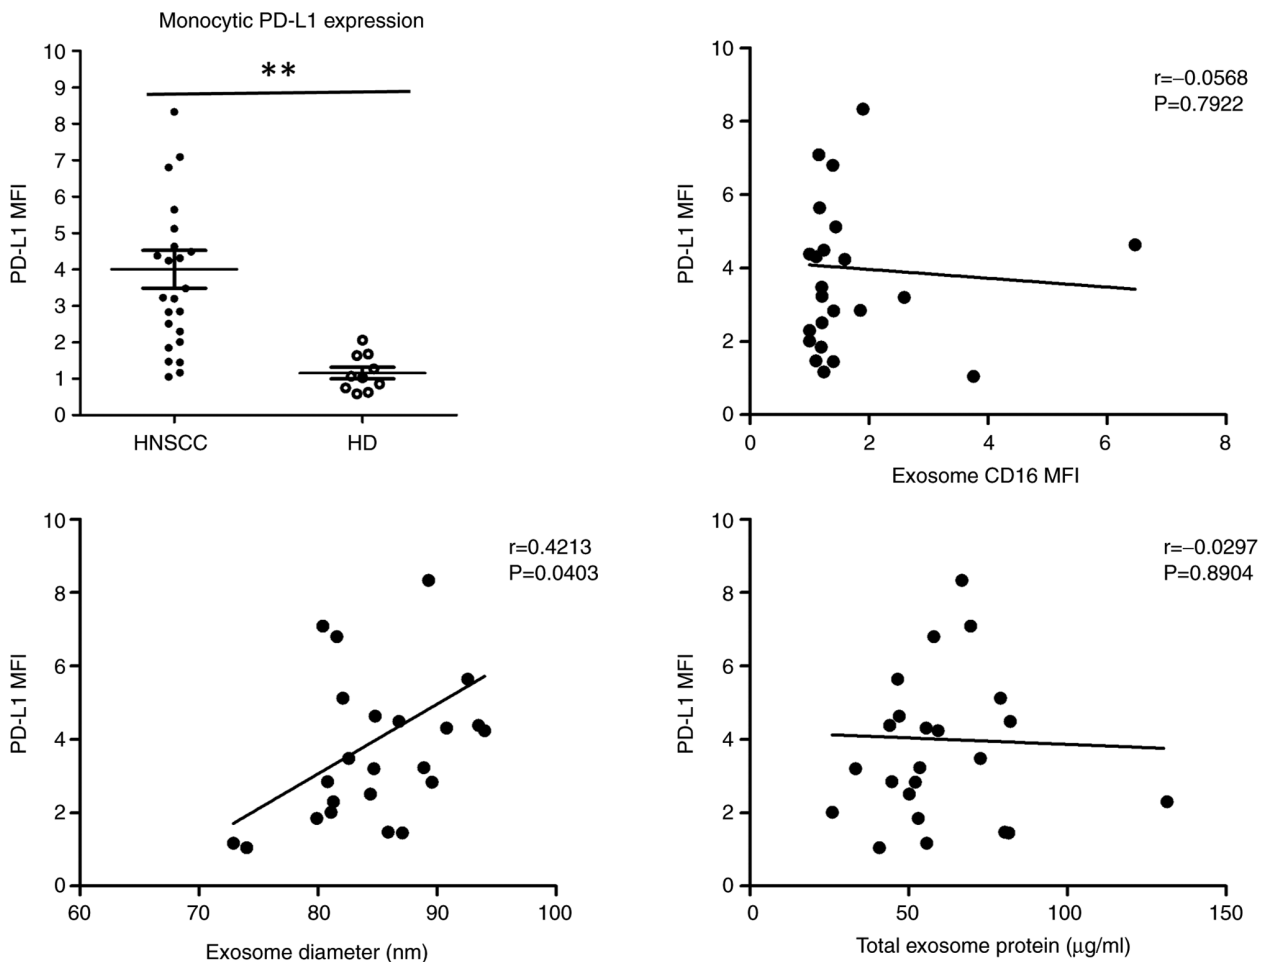 Monocytic PD-L1 expression
10
9
8
7
6
5
4
3
2
1
0
**
PD-L1 MFI
HNSCC HD
10
8
6
4
2
0
r=−0.0568
P=0.7922
PD-L1 MFI
0 2 4 6 8
Exosome CD16 MFI
10
8
6
4
2
0
r=0.4213
P=0.0403
PD-L1 MFI
60 70 80 90 100
Exosome diameter (nm)
10
8
6
4
2
0
r=−0.0297
P=0.8904
PD-L1 MFI
0 50 100 150
Total exosome protein (μg/ml)